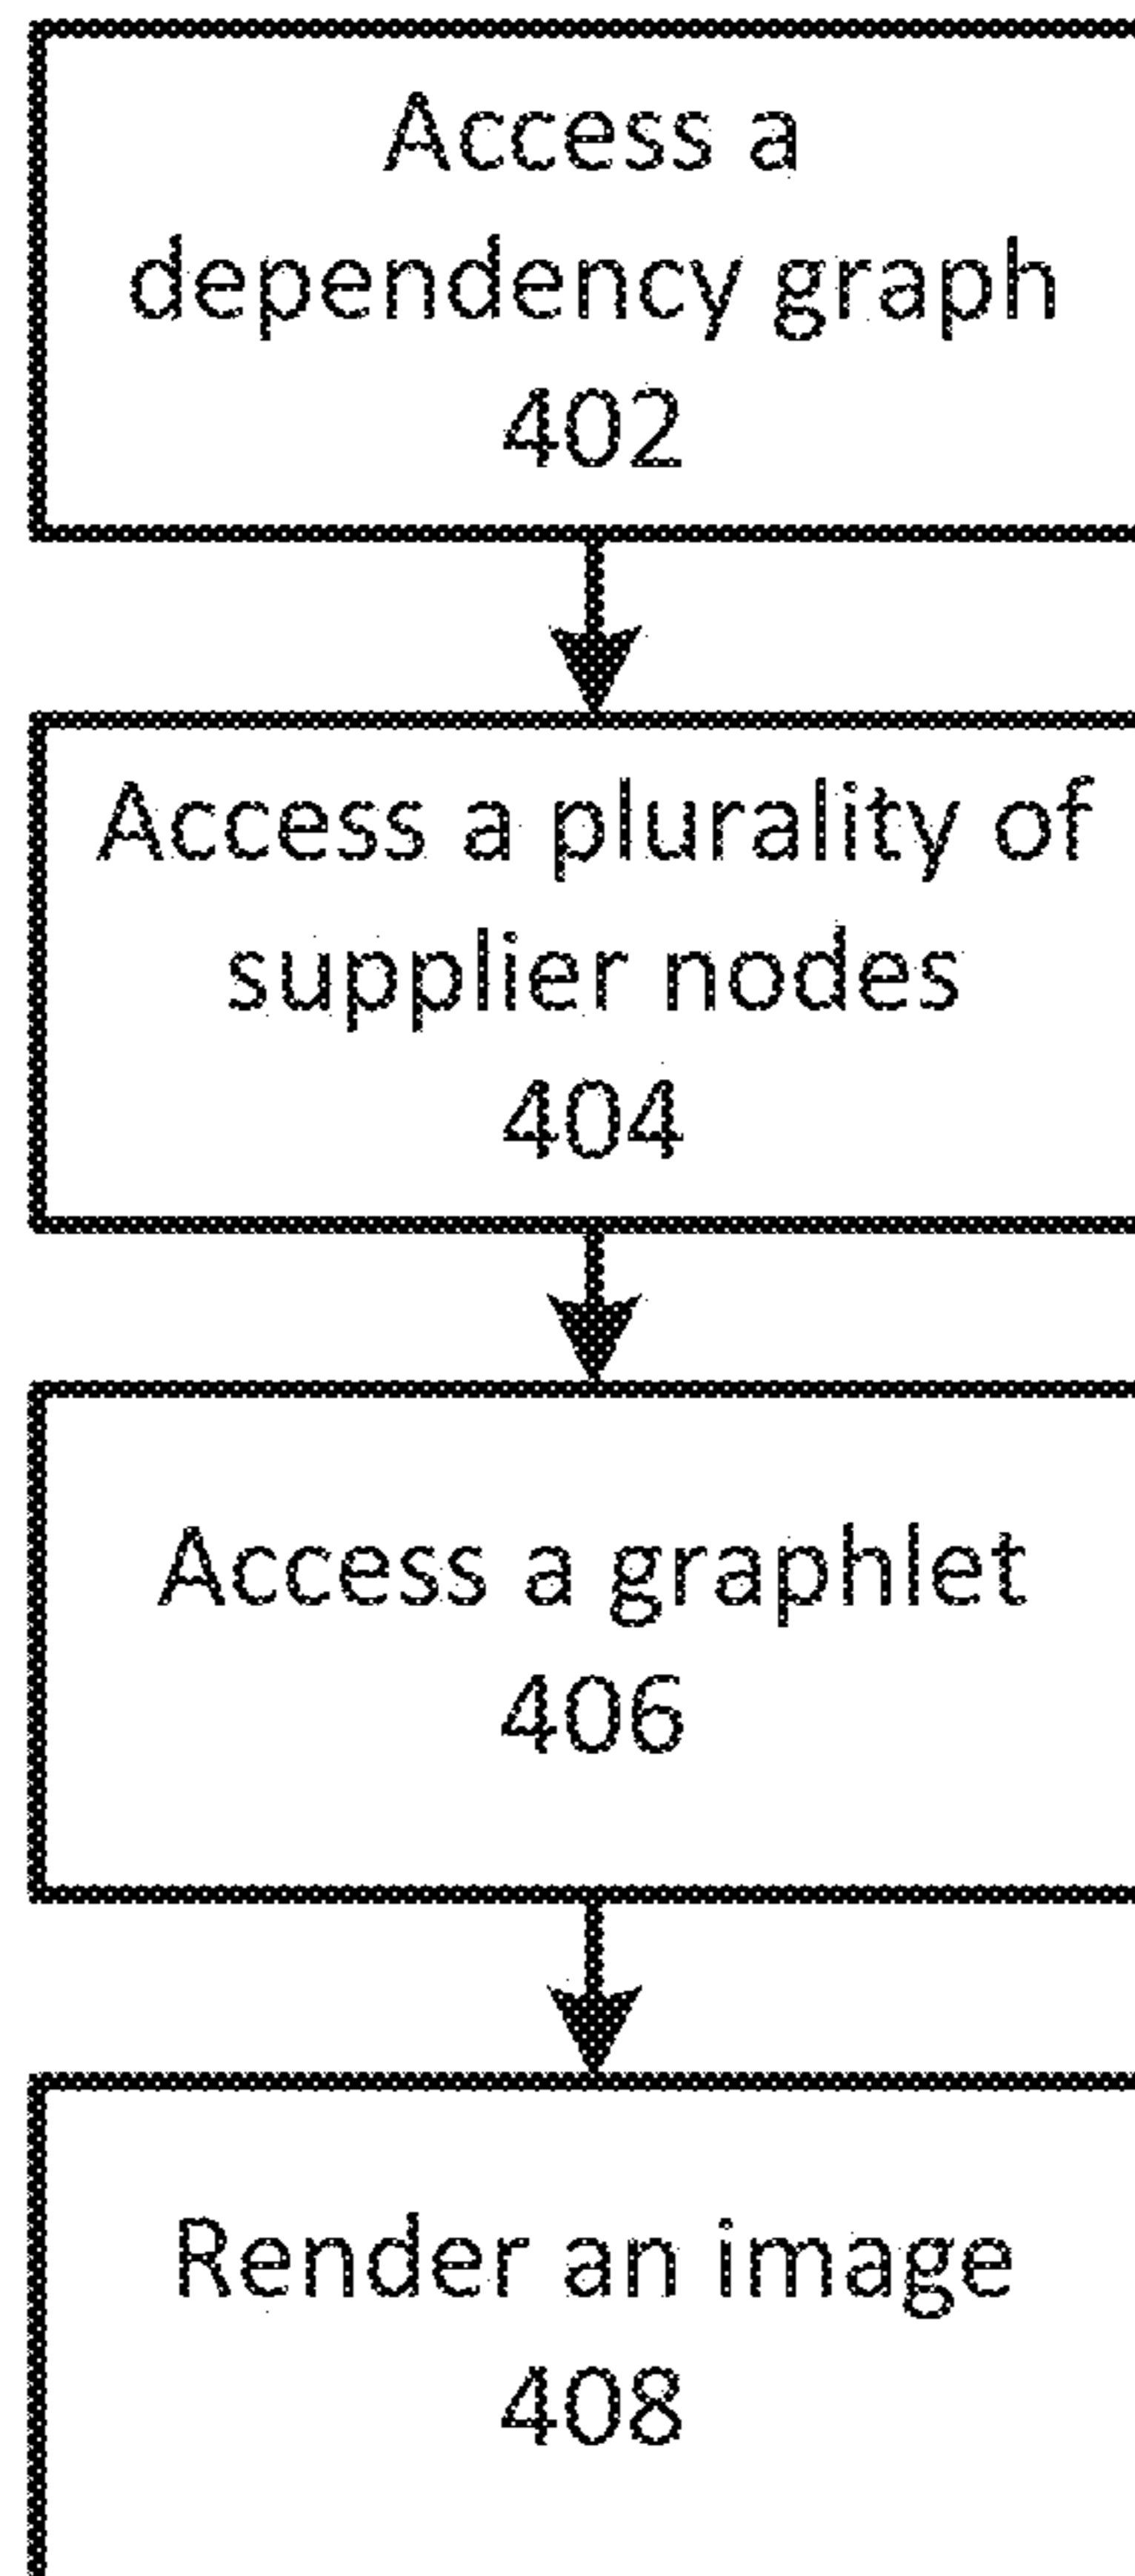 Access a
dependency graph
402
Access a plurality of
supplier nodes
404
Access a graphlet
406
Render an image
408